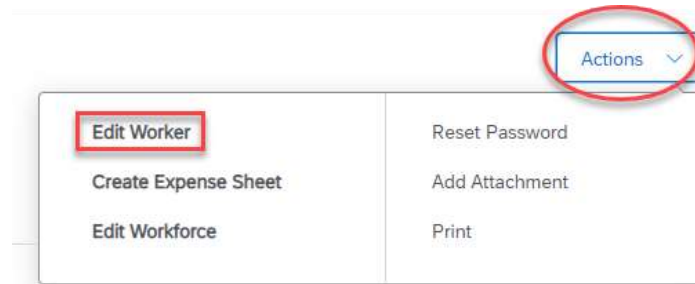 Actions
Edit Worker
Create Expense Sheet
Edit Workforce
Reset Password
Add Attachment
Print